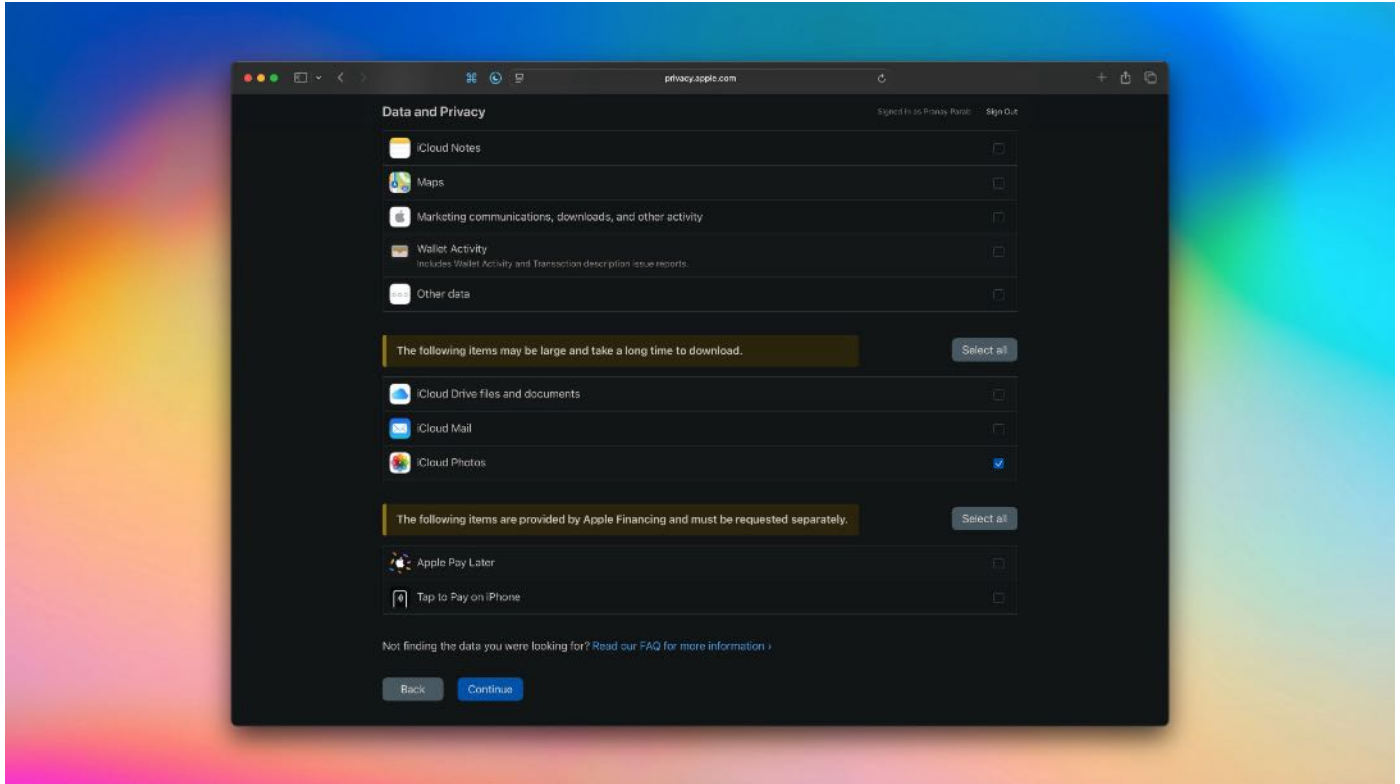 privacy.apple.com
Data and Privacy
Signed in as Pranay Parab
Sign Out
iCloud Notes
Maps
Marketing communications, downloads, and other activity
Wallet Activity
Includes Wallet Activity and Transaction description issue reports.
Other data
The following items may be large and take a long time to download.
Select all
iCloud Drive files and documents
iCloud Mail
iCloud Photos
The following items are provided by Apple Financing and must be requested separately.
Select all
Apple Pay Later
Tap to Pay on iPhone
Not finding the data you were looking for? Read our FAQ for more information ›
Back
Continue